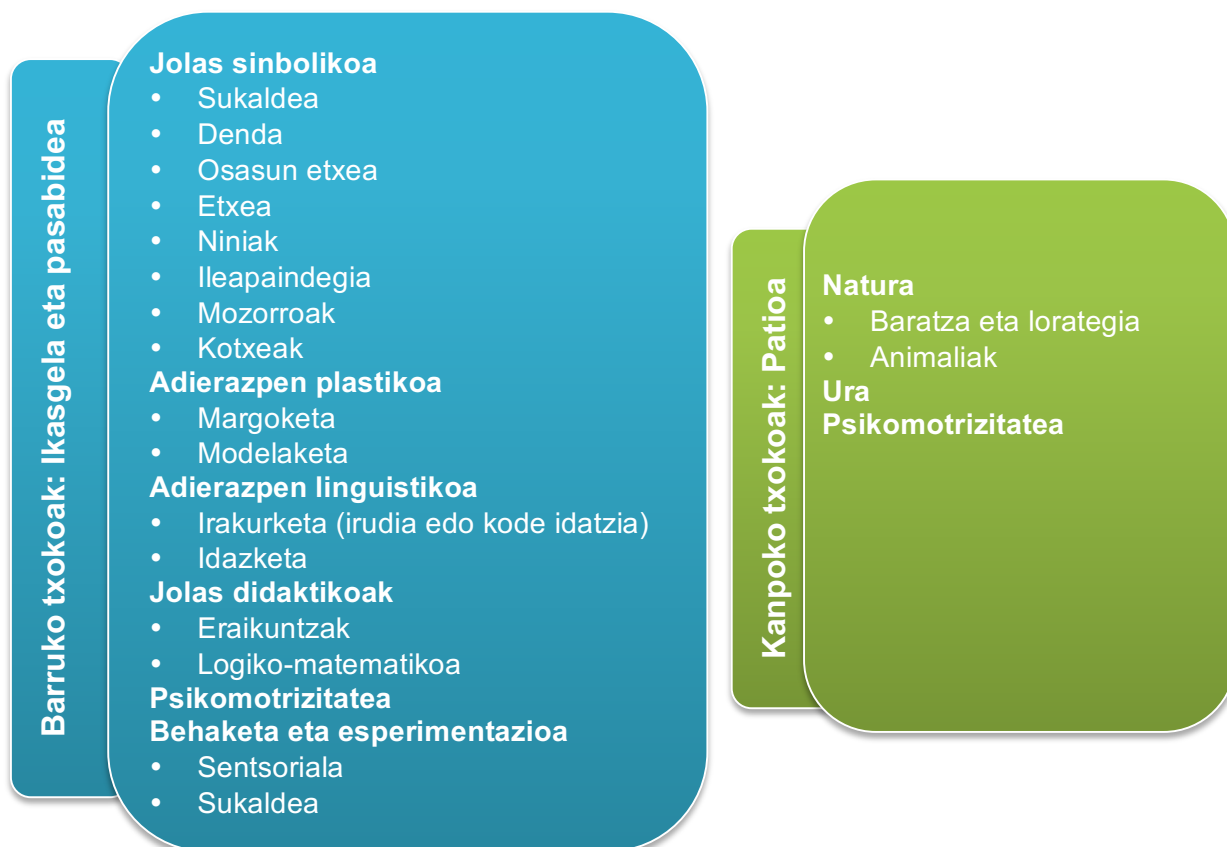 Barruko txokoak: Ikasgela eta pasabidea
Jolas sinbolikoa
• Sukaldea
• Denda
• Osasun etxea
• Etxea
• Niniak
• Ileapaindegia
• Mozorroak
• Kotxeak
Adierazpen plastikoa
• Margoketa
• Modelaketa
Adierazpen linguistikoa
• Irakurketa (irudia edo kode idatzia)
• Idazketa
Jolas didaktikoak
• Eraikuntzak
• Logiko-matematikoa
Psikomotrizitatea
Behaketa eta esperimentazioa
• Sentsoriala
• Sukaldea
Kanpoko txokoak: Patioa
Natura
• Baratza eta lorategia
• Animaliak
Ura
Psikomotrizitatea